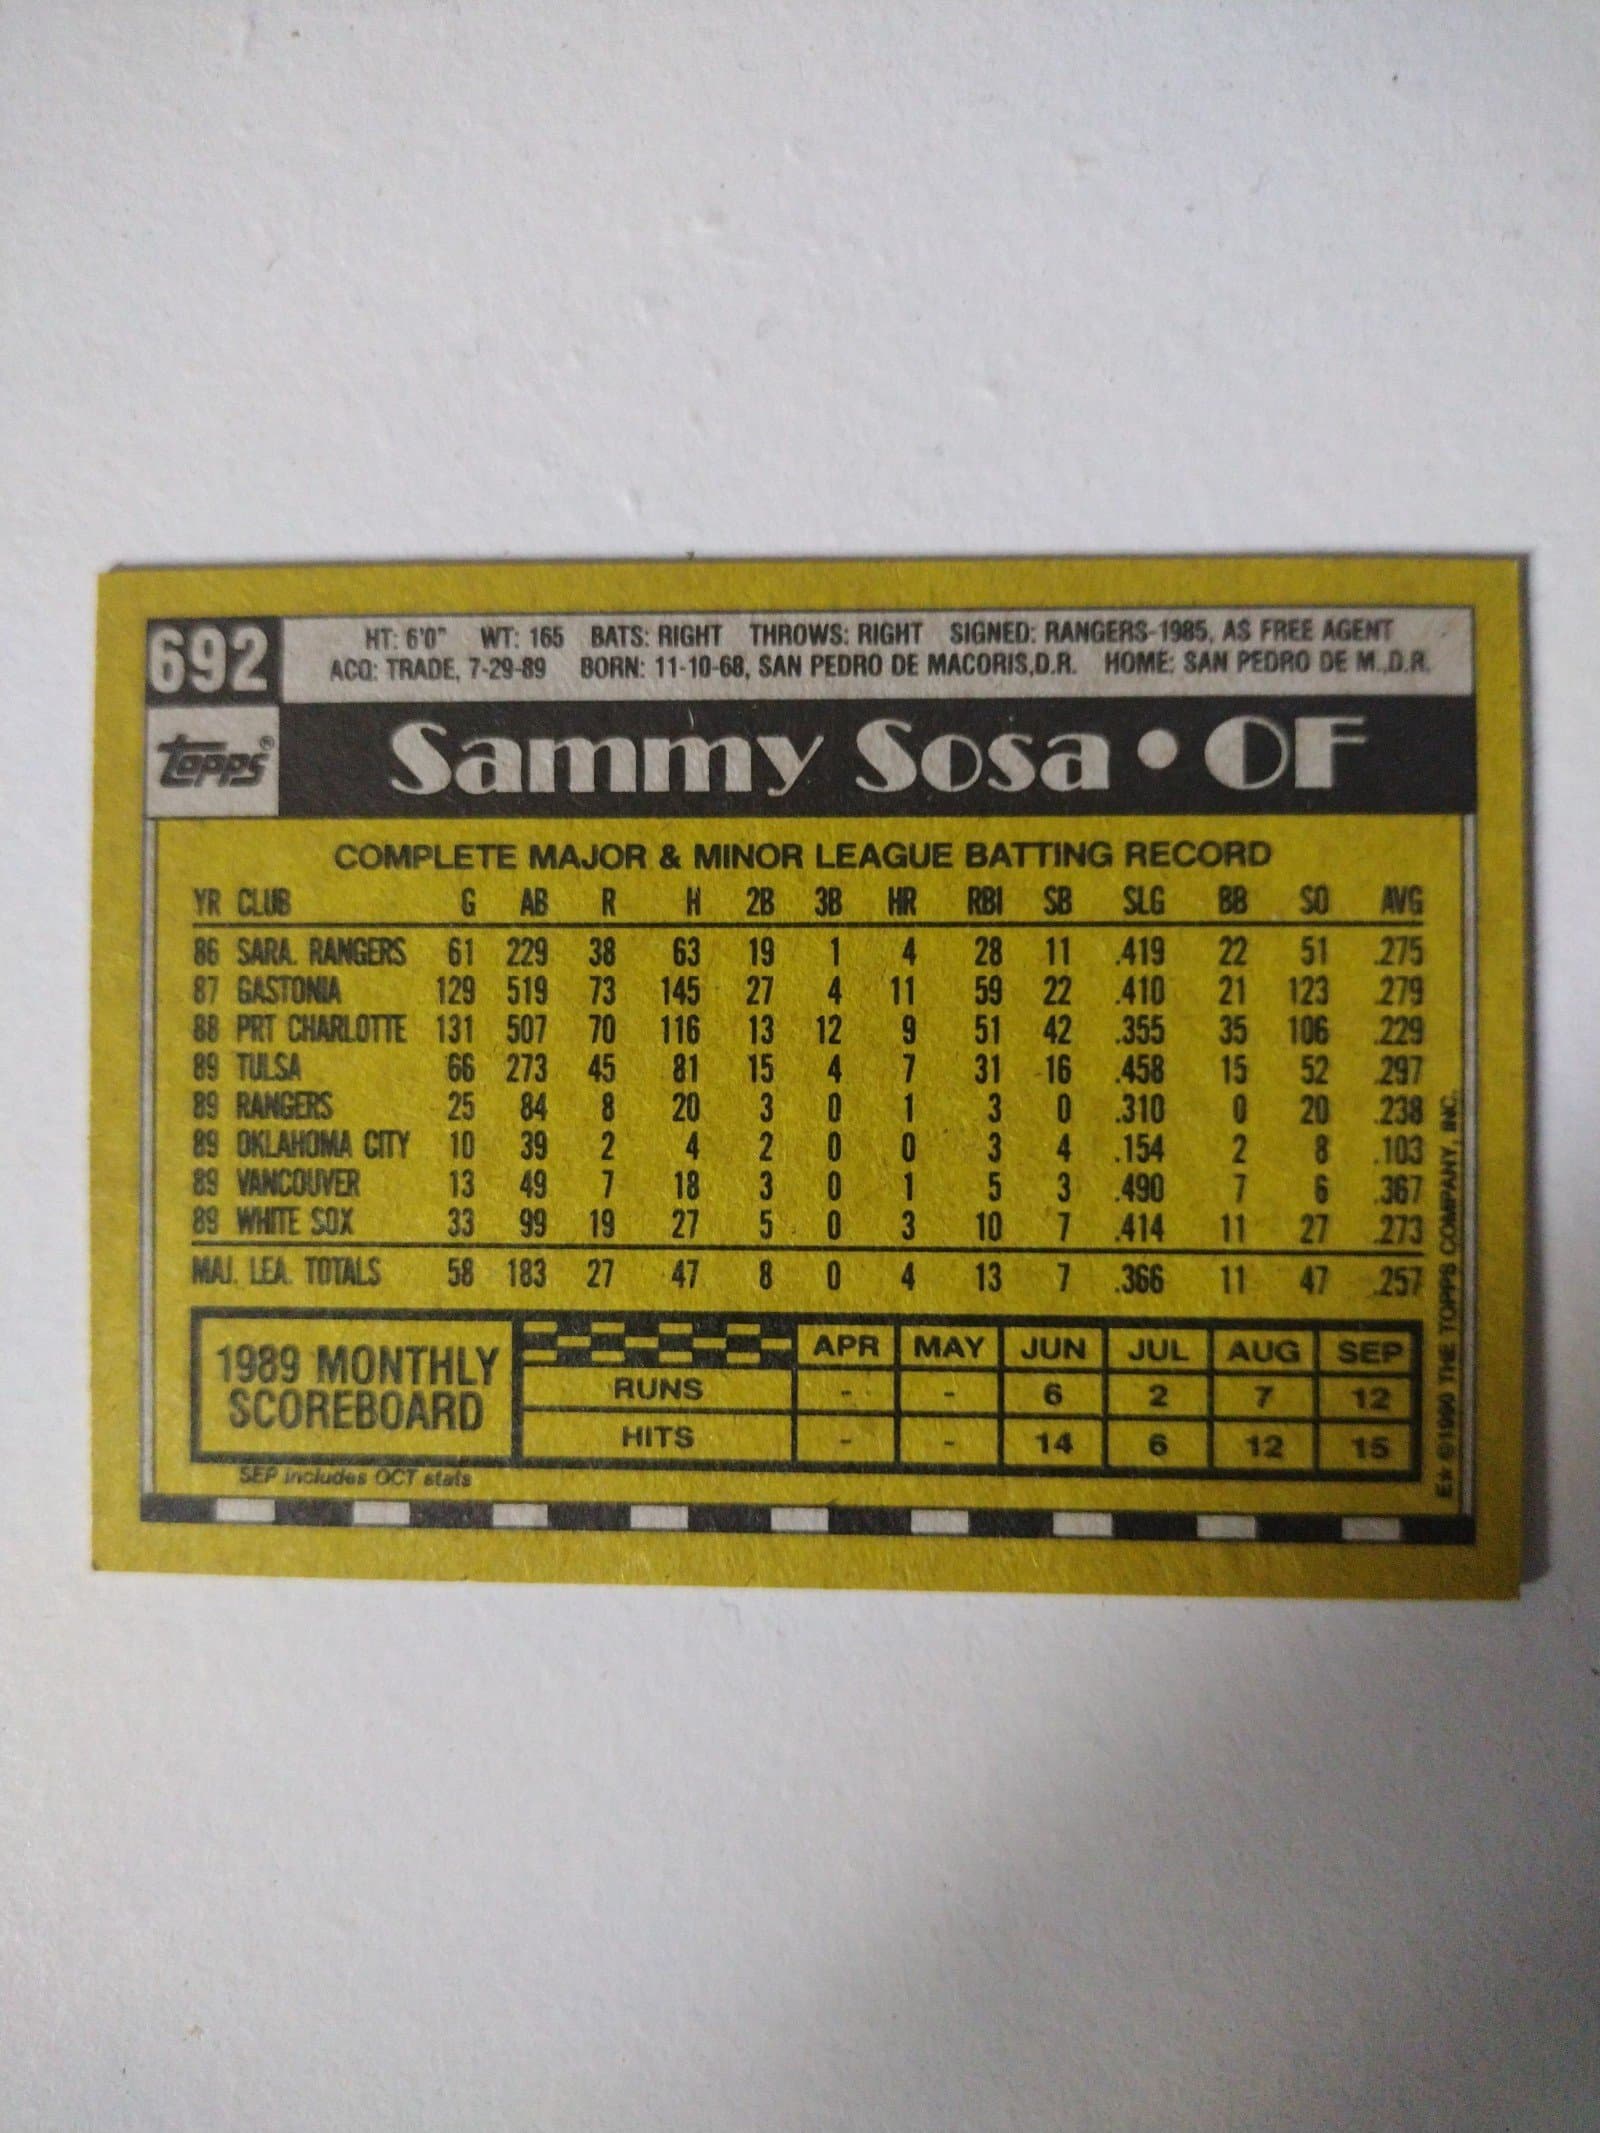 692
HT: 6'0" WT: 165 BATS: RIGHT THROWS: RIGHT SIGNED: RANGERS-1985, AS FREE AGENT
ACQ: TRADE, 7-29-89 BORN: 11-10-68, SAN PEDRO DE MACORIS,D.R. HOME: SAN PEDRO DE M.,D.R.
Topps®
Sammy Sosa • OF
COMPLETE MAJOR & MINOR LEAGUE BATTING RECORD
YR CLUB G AB R H 2B 3B HR RBI SB SLG BB SO AVG
86 SARA. RANGERS 61 229 38 63 19 1 4 28 11 .419 22 51 .275
87 GASTONIA 129 519 73 145 27 4 11 59 22 .410 21 123 .279
88 PRT CHARLOTTE 131 507 70 116 13 12 9 51 42 .355 35 106 .229
89 TULSA 66 273 45 81 15 4 7 31 16 .458 15 52 .297
89 RANGERS 25 84 8 20 3 0 1 3 0 .310 0 20 .238
89 OKLAHOMA CITY 10 39 2 4 2 0 0 3 4 .154 2 8 .103
89 VANCOUVER 13 49 7 18 3 0 1 5 3 .490 7 6 .367
89 WHITE SOX 33 99 19 27 5 0 3 10 7 .414 11 27 .273
MAJ. LEA. TOTALS 58 183 27 47 8 0 4 13 7 .366 11 47 .257
1989 MONTHLY
SCOREBOARD
APR MAY JUN JUL AUG SEP
RUNS - - 6 2 7 12
HITS - - 14 6 12 15
SEP includes OCT stats
E★ ©1990 THE TOPPS COMPANY, INC.